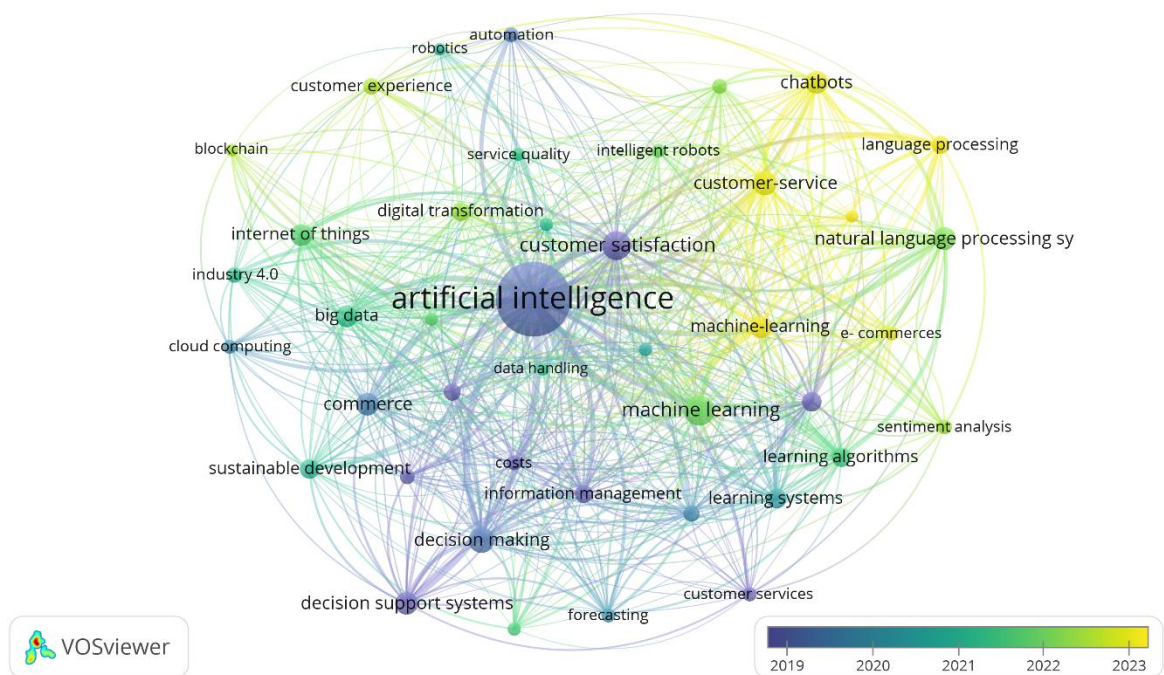 automation
robotics
customer experience
chatbots
blockchain
service quality
intelligent robots
language processing
customer-service
digital transformation
internet of things
customer satisfaction
natural language processing sy
industry 4.0
artificial intelligence
big data
machine-learning
e- commerces
cloud computing
data handling
commerce
machine learning
sentiment analysis
sustainable development
costs
learning algorithms
information management
learning systems
decision making
customer services
decision support systems
forecasting
VOSviewer
2019 2020 2021 2022 2023